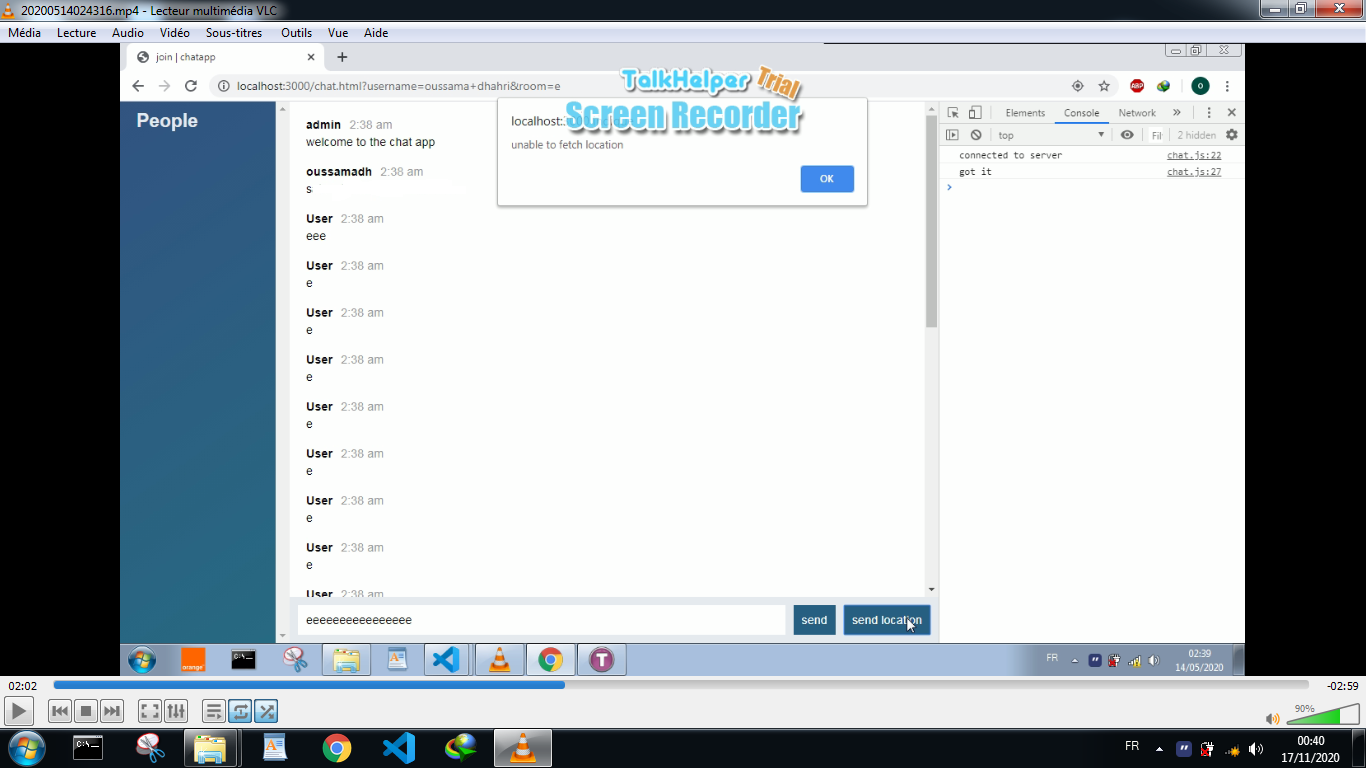 20200514024316.mp4 - Lecteur multimédia VLC
Média Lecture Audio Vidéo Sous-titres Outils Vue Aide
join | chatapp
localhost:3000/chat.html?username=oussama+dhahri&room=e
TalkHelper Trial
Screen Recorder
People
localhost:
unable to fetch location
OK
admin 2:38 am
welcome to the chat app
oussamadh 2:38 am
s
User 2:38 am
eee
User 2:38 am
e
User 2:38 am
e
User 2:38 am
e
User 2:38 am
e
User 2:38 am
e
User 2:38 am
e
User 2:38 am
e
User 2:38 am
eeeeeeeeeeeeeeee
send
send location
Elements Console Network »
top Fil 2 hidden
connected to server chat.js:22
got it chat.js:27
ABP
O
orange
C:\_
T
FR
02:39
14/05/2020
02:02
-02:59
90%
C:\_
FR
00:40
17/11/2020